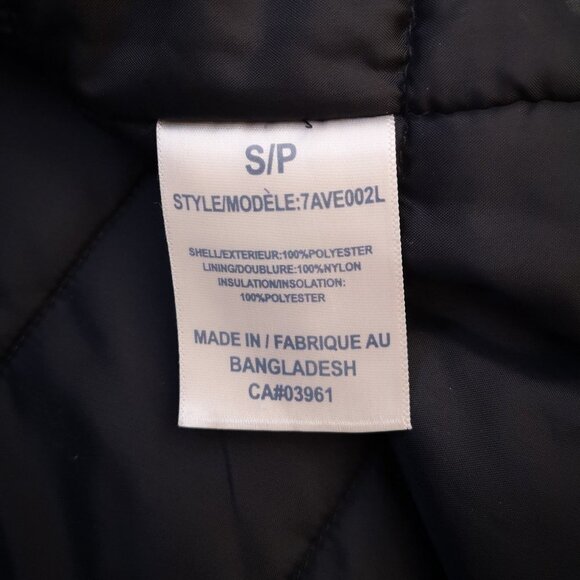 S/P
STYLE/MODÈLE:7AVE002L
SHELL/EXTERIEUR:100%POLYESTER
LINING/DOUBLURE:100%NYLON
INSULATION/INSOLATION:
100%POLYESTER
MADE IN / FABRIQUE AU
BANGLADESH
CA#03961